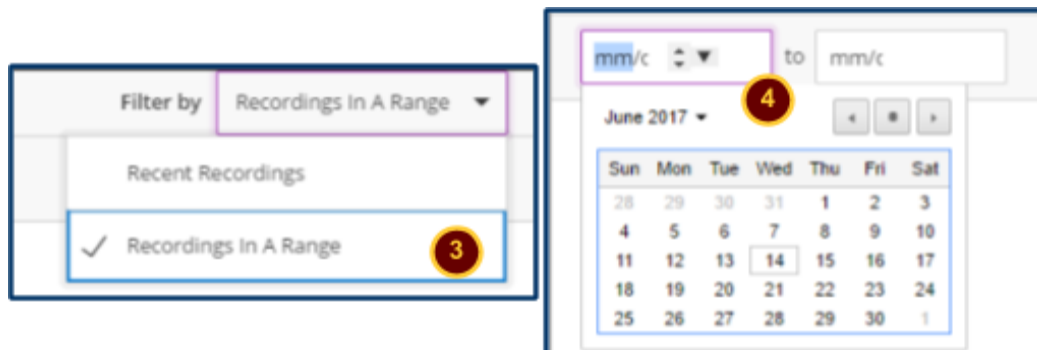 Filter by Recordings In A Range
Recent Recordings
Recordings In A Range
3
mm/c to mm/c
4
June 2017
Sun Mon Tue Wed Thu Fri Sat
28 29 30 31 1 2 3
4 5 6 7 8 9 10
11 12 13 14 15 16 17
18 19 20 21 22 23 24
25 26 27 28 29 30 1